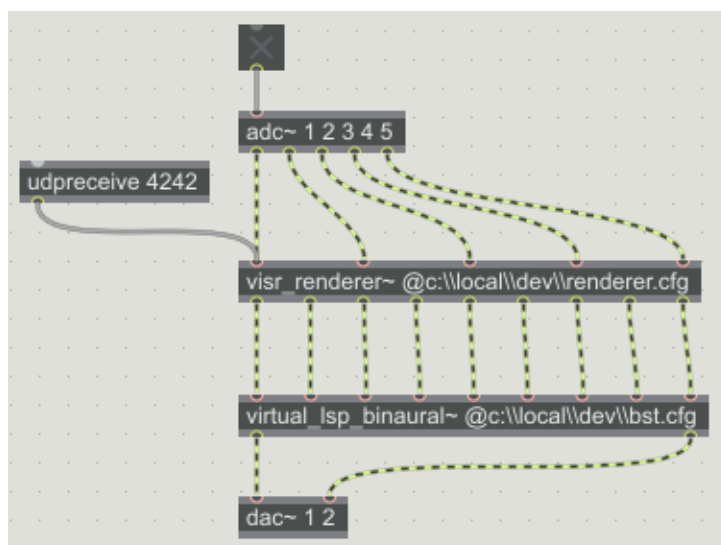 adc~ 1 2 3 4 5
udpreceive 4242
visr_renderer~ @c:\\local\\dev\\renderer.cfg
virtual_lsp_binaural~ @c:\\local\\dev\\bst.cfg
dac~ 1 2